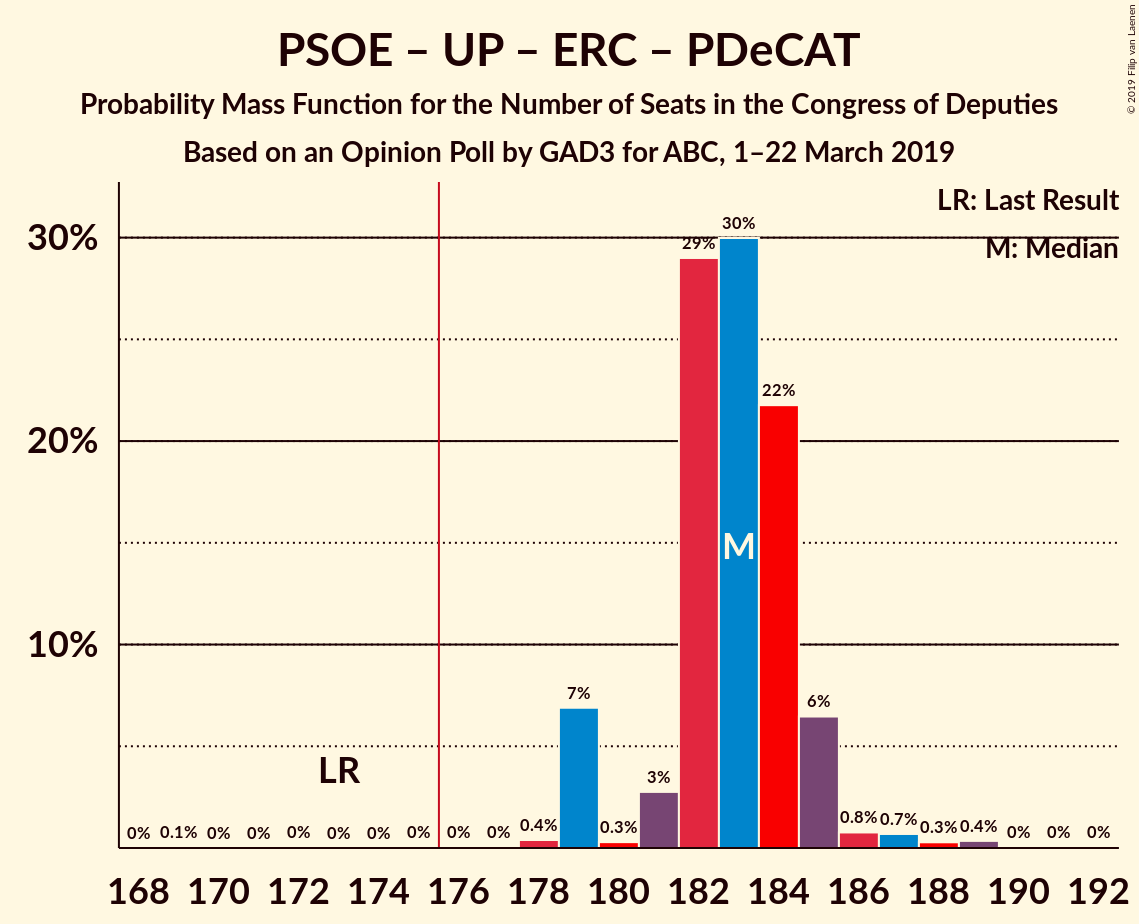 PSOE – UP – ERC – PDeCAT
Probability Mass Function for the Number of Seats in the Congress of Deputies
Based on an Opinion Poll by GAD3 for ABC, 1–22 March 2019
© 2019 Filip van Laenen
LR: Last Result
M: Median
30%
20%
10%
0% 0.1% 0% 0% 0% 0% 0% 0% 0% 0% 0.4% 7% 0.3% 3% 29% 30% 22% 6% 0.8% 0.7% 0.3% 0.4% 0% 0% 0%
LR
M
168 170 172 174 176 178 180 182 184 186 188 190 192